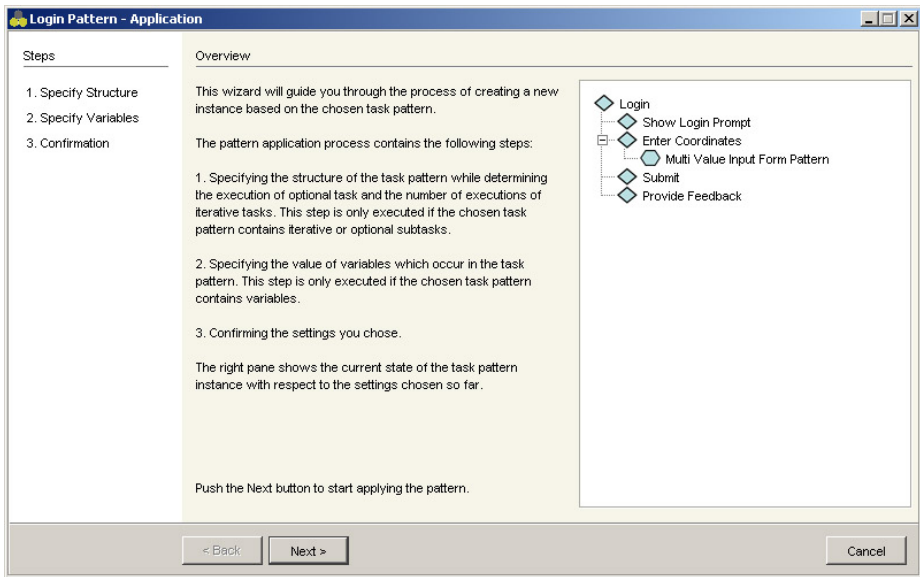 Login Pattern - Application
Steps
1. Specify Structure
2. Specify Variables
3. Confirmation
Overview
This wizard will guide you through the process of creating a new
instance based on the chosen task pattern.
The pattern application process contains the following steps:
1. Specifying the structure of the task pattern while determining
the execution of optional task and the number of executions of
iterative tasks. This step is only executed if the chosen task
pattern contains iterative or optional subtasks.
2. Specifying the value of variables which occur in the task
pattern. This step is only executed if the chosen task pattern
contains variables.
3. Confirming the settings you chose.
The right pane shows the current state of the task pattern
instance with respect to the settings chosen so far.
Push the Next button to start applying the pattern.
Login
Show Login Prompt
Enter Coordinates
Multi Value Input Form Pattern
Submit
Provide Feedback
< Back
Next >
Cancel